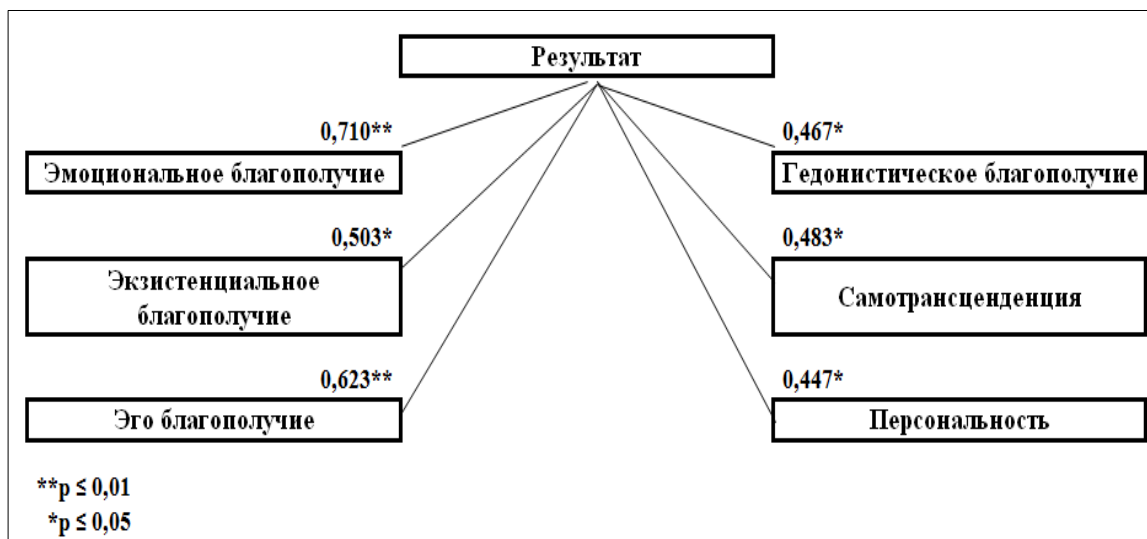 Результат
0,710**
0,467*
Эмоциональное благополучие
Гедонистическое благополучие
0,503*
0,483*
Экзистенциальное
благополучие
Самотрансценденция
0,623**
0,447*
Эго благополучие
Персональность
**p ≤ 0,01
*p ≤ 0,05